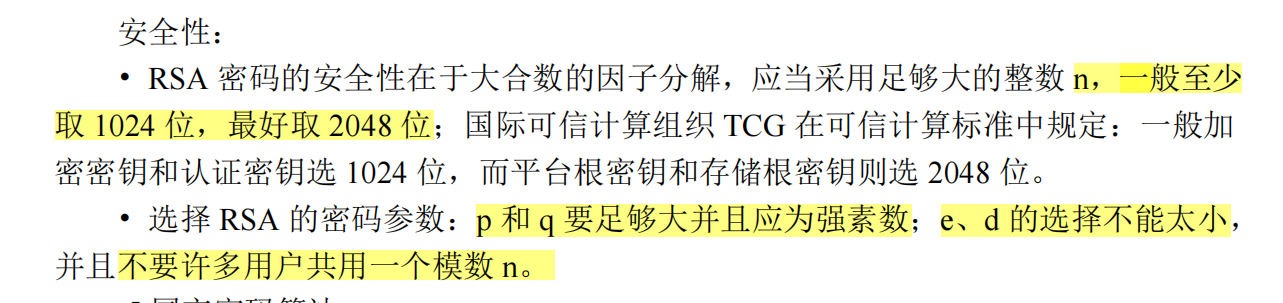 安全性：
• RSA 密码的安全性在于大合数的因子分解，应当采用足够大的整数 n，一般至少
取 1024 位，最好取 2048 位；国际可信计算组织 TCG 在可信计算标准中规定：一般加
密密钥和认证密钥选 1024 位，而平台根密钥和存储根密钥则选 2048 位。
• 选择 RSA 的密码参数：p 和 q 要足够大并且应为强素数；e、d 的选择不能太小，
并且不要许多用户共用一个模数 n。